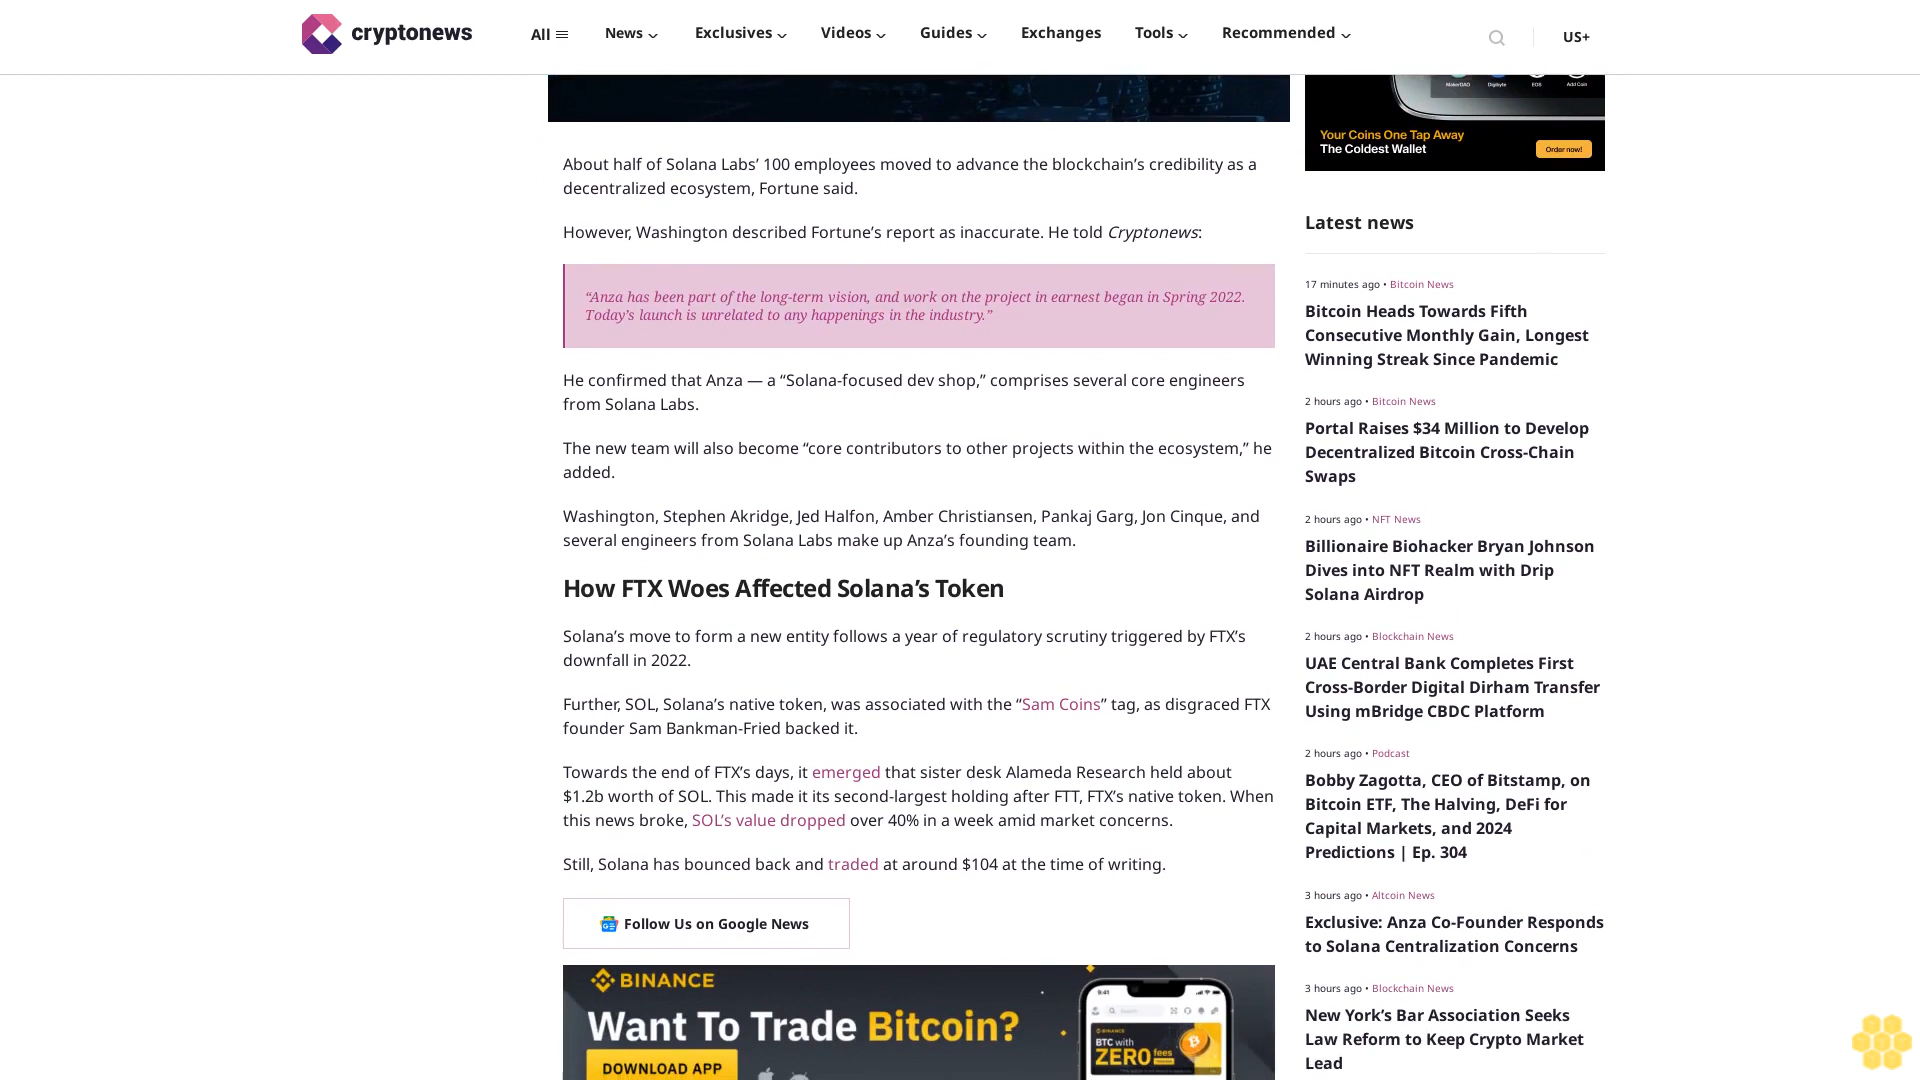 cryptonews
All
News
Exclusives
Videos
Guides
Exchanges
Tools
Recommended
US+
MakerDAO
Digibyte
EOS
Add Coin
Your Coins One Tap Away
The Coldest Wallet
Order now!
About half of Solana Labs’ 100 employees moved to advance the blockchain’s credibility as a
decentralized ecosystem, Fortune said.
However, Washington described Fortune’s report as inaccurate. He told Cryptonews:
“Anza has been part of the long-term vision, and work on the project in earnest began in Spring 2022.
Today’s launch is unrelated to any happenings in the industry.”
He confirmed that Anza — a “Solana-focused dev shop,” comprises several core engineers
from Solana Labs.
The new team will also become “core contributors to other projects within the ecosystem,” he
added.
Washington, Stephen Akridge, Jed Halfon, Amber Christiansen, Pankaj Garg, Jon Cinque, and
several engineers from Solana Labs make up Anza’s founding team.
How FTX Woes Affected Solana’s Token
Solana’s move to form a new entity follows a year of regulatory scrutiny triggered by FTX’s
downfall in 2022.
Further, SOL, Solana’s native token, was associated with the “Sam Coins” tag, as disgraced FTX
founder Sam Bankman-Fried backed it.
Towards the end of FTX’s days, it emerged that sister desk Alameda Research held about
$1.2b worth of SOL. This made it its second-largest holding after FTT, FTX’s native token. When
this news broke, SOL’s value dropped over 40% in a week amid market concerns.
Still, Solana has bounced back and traded at around $104 at the time of writing.
Follow Us on Google News
BINANCE
Want To Trade Bitcoin?
DOWNLOAD APP
9:41
Search
BINANCE
BTC with
ZERO fees
Latest news
17 minutes ago • Bitcoin News
Bitcoin Heads Towards Fifth
Consecutive Monthly Gain, Longest
Winning Streak Since Pandemic
2 hours ago • Bitcoin News
Portal Raises $34 Million to Develop
Decentralized Bitcoin Cross-Chain
Swaps
2 hours ago • NFT News
Billionaire Biohacker Bryan Johnson
Dives into NFT Realm with Drip
Solana Airdrop
2 hours ago • Blockchain News
UAE Central Bank Completes First
Cross-Border Digital Dirham Transfer
Using mBridge CBDC Platform
2 hours ago • Podcast
Bobby Zagotta, CEO of Bitstamp, on
Bitcoin ETF, The Halving, DeFi for
Capital Markets, and 2024
Predictions | Ep. 304
3 hours ago • Altcoin News
Exclusive: Anza Co-Founder Responds
to Solana Centralization Concerns
3 hours ago • Blockchain News
New York’s Bar Association Seeks
Law Reform to Keep Crypto Market
Lead